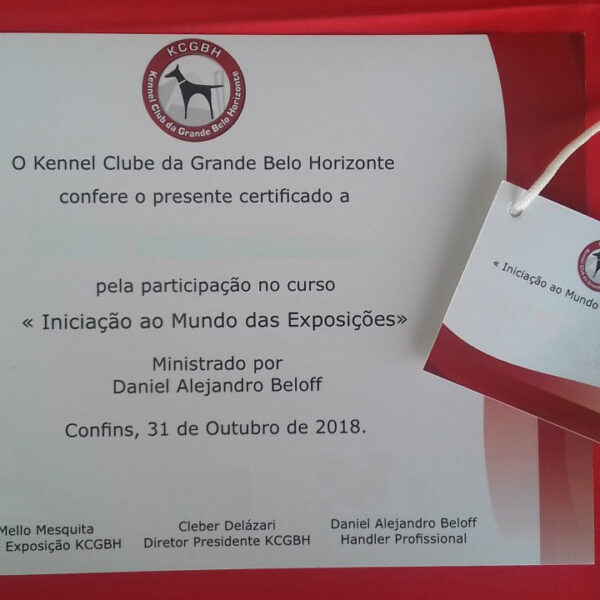 KCGBH
Kennel Club da Grande Belo Horizonte
O Kennel Clube da Grande Belo Horizonte
confere o presente certificado a
pela participação no curso
« Iniciação ao Mundo das Exposições»
Ministrado por
Daniel Alejandro Beloff
Confins, 31 de Outubro de 2018.
Mello Mesquita
Exposição KCGBH
Cleber Delázari
Diretor Presidente KCGBH
Daniel Alejandro Beloff
Handler Profissional
« Iniciação ao Mundo